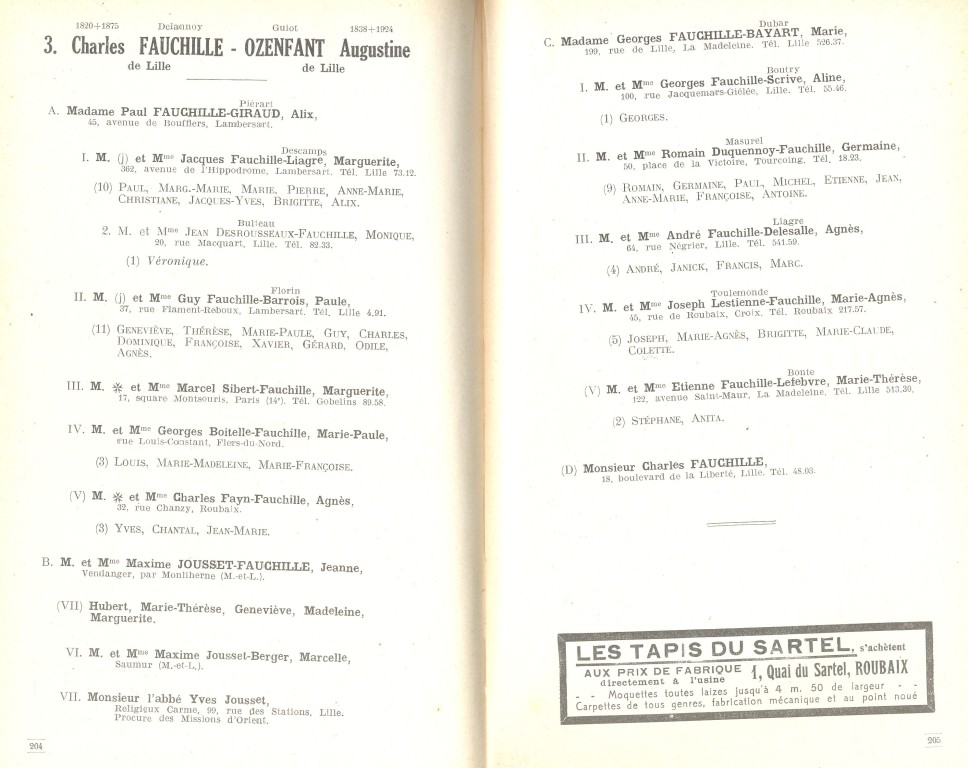 1820+1875 Delannoy Guiot 1838+1924
3. Charles FAUCHILLE - OZENFANT Augustine
de Lille de Lille
Piérart
A. Madame Paul FAUCHILLE-GIRAUD, Alix,
45, avenue de Boufflers, Lambersart.
Descamps
I. M. (j) et Mme Jacques Fauchille-Liagre, Marguerite,
362, avenue de l'Hippodrome, Lambersart. Tél. Lille 73.12.
(10) PAUL, MARG.-MARIE, MARIE, PIERRE, ANNE-MARIE,
CHRISTIANE, JACQUES-YVES, BRIGITTE, ALIX.
Bulteau
2. M. et Mme JEAN DESROUSSEAUX-FAUCHILLE, MONIQUE,
20, rue Macquart, Lille. Tél. 82.33.
(1) Véronique.
Florin
II. M. (j) et Mme Guy Fauchille-Barrois, Paule,
37, rue Flament-Reboux, Lambersart. Tél. Lille 4.91.
(11) GENEVIÈVE, THÉRÈSE, MARIE-PAULE, GUY, CHARLES,
DOMINIQUE, FRANÇOISE, XAVIER, GÉRARD, ODILE,
AGNÈS.
III. M. ✻ et Mme Marcel Sibert-Fauchille, Marguerite,
17, square Montsouris, Paris (14e). Tél. Gobelins 89.58.
IV. M. et Mme Georges Boitelle-Fauchille, Marie-Paule,
rue Louis-Constant, Flers-du-Nord.
(3) LOUIS, MARIE-MADELEINE, MARIE-FRANÇOISE.
(V) M. ✻ et Mme Charles Fayn-Fauchille, Agnès,
32, rue Chanzy, Roubaix.
(3) YVES, CHANTAL, JEAN-MARIE.
B. M. et Mme Maxime JOUSSET-FAUCHILLE, Jeanne,
Vendanger, par Monliherne (M.-et-L.).
(VII) Hubert, Marie-Thérèse, Geneviève, Madeleine,
Marguerite.
VI. M. et Mme Maxime Jousset-Berger, Marcelle,
Saumur (M.-et-L.).
VII. Monsieur l'abbé Yves Jousset,
Religieux Carme, 99, rue des Stations, Lille.
Procure des Missions d'Orient.
204
Dubar
C. Madame Georges FAUCHILLE-BAYART, Marie,
199, rue de Lille, La Madeleine. Tél. Lille 526.37.
Boutry
I. M. et Mme Georges Fauchille-Scrive, Aline,
100, rue Jacquemars-Giélée, Lille. Tél. 55.46.
(1) GEORGES.
Masurel
II. M. et Mme Romain Duquennoy-Fauchille, Germaine,
50, place de la Victoire, Tourcoing. Tél. 18.23.
(9) ROMAIN, GERMAINE, PAUL, MICHEL, ETIENNE, JEAN,
ANNE-MARIE, FRANÇOISE, ANTOINE.
Liagre
III. M. et Mme André Fauchille-Delesalle, Agnès,
64, rue Négrier, Lille. Tél. 541.59.
(4) ANDRÉ, JANICK, FRANCIS, MARC.
Toulemonde
IV. M. et Mme Joseph Lestienne-Fauchille, Marie-Agnès,
45, rue de Roubaix, Croix. Tél. Roubaix 217.57.
(5) JOSEPH, MARIE-AGNÈS, BRIGITTE, MARIE-CLAUDE,
COLETTE.
Bonte
(V) M. et Mme Etienne Fauchille-Lefebvre, Marie-Thérèse,
122, avenue Saint-Maur, La Madeleine. Tél. Lille 513.30.
(2) STÉPHANE, ANITA.
(D) Monsieur Charles FAUCHILLE,
18, boulevard de la Liberté, Lille. Tél. 48.03.
LES TAPIS DU SARTEL, s'achètent
AUX PRIX DE FABRIQUE 1, Quai du Sartel, ROUBAIX
directement à l'usine
- - Moquettes toutes laizes jusqu'à 4 m. 50 de largeur - -
Carpettes de tous genres, fabrication mécanique et au point noué
205